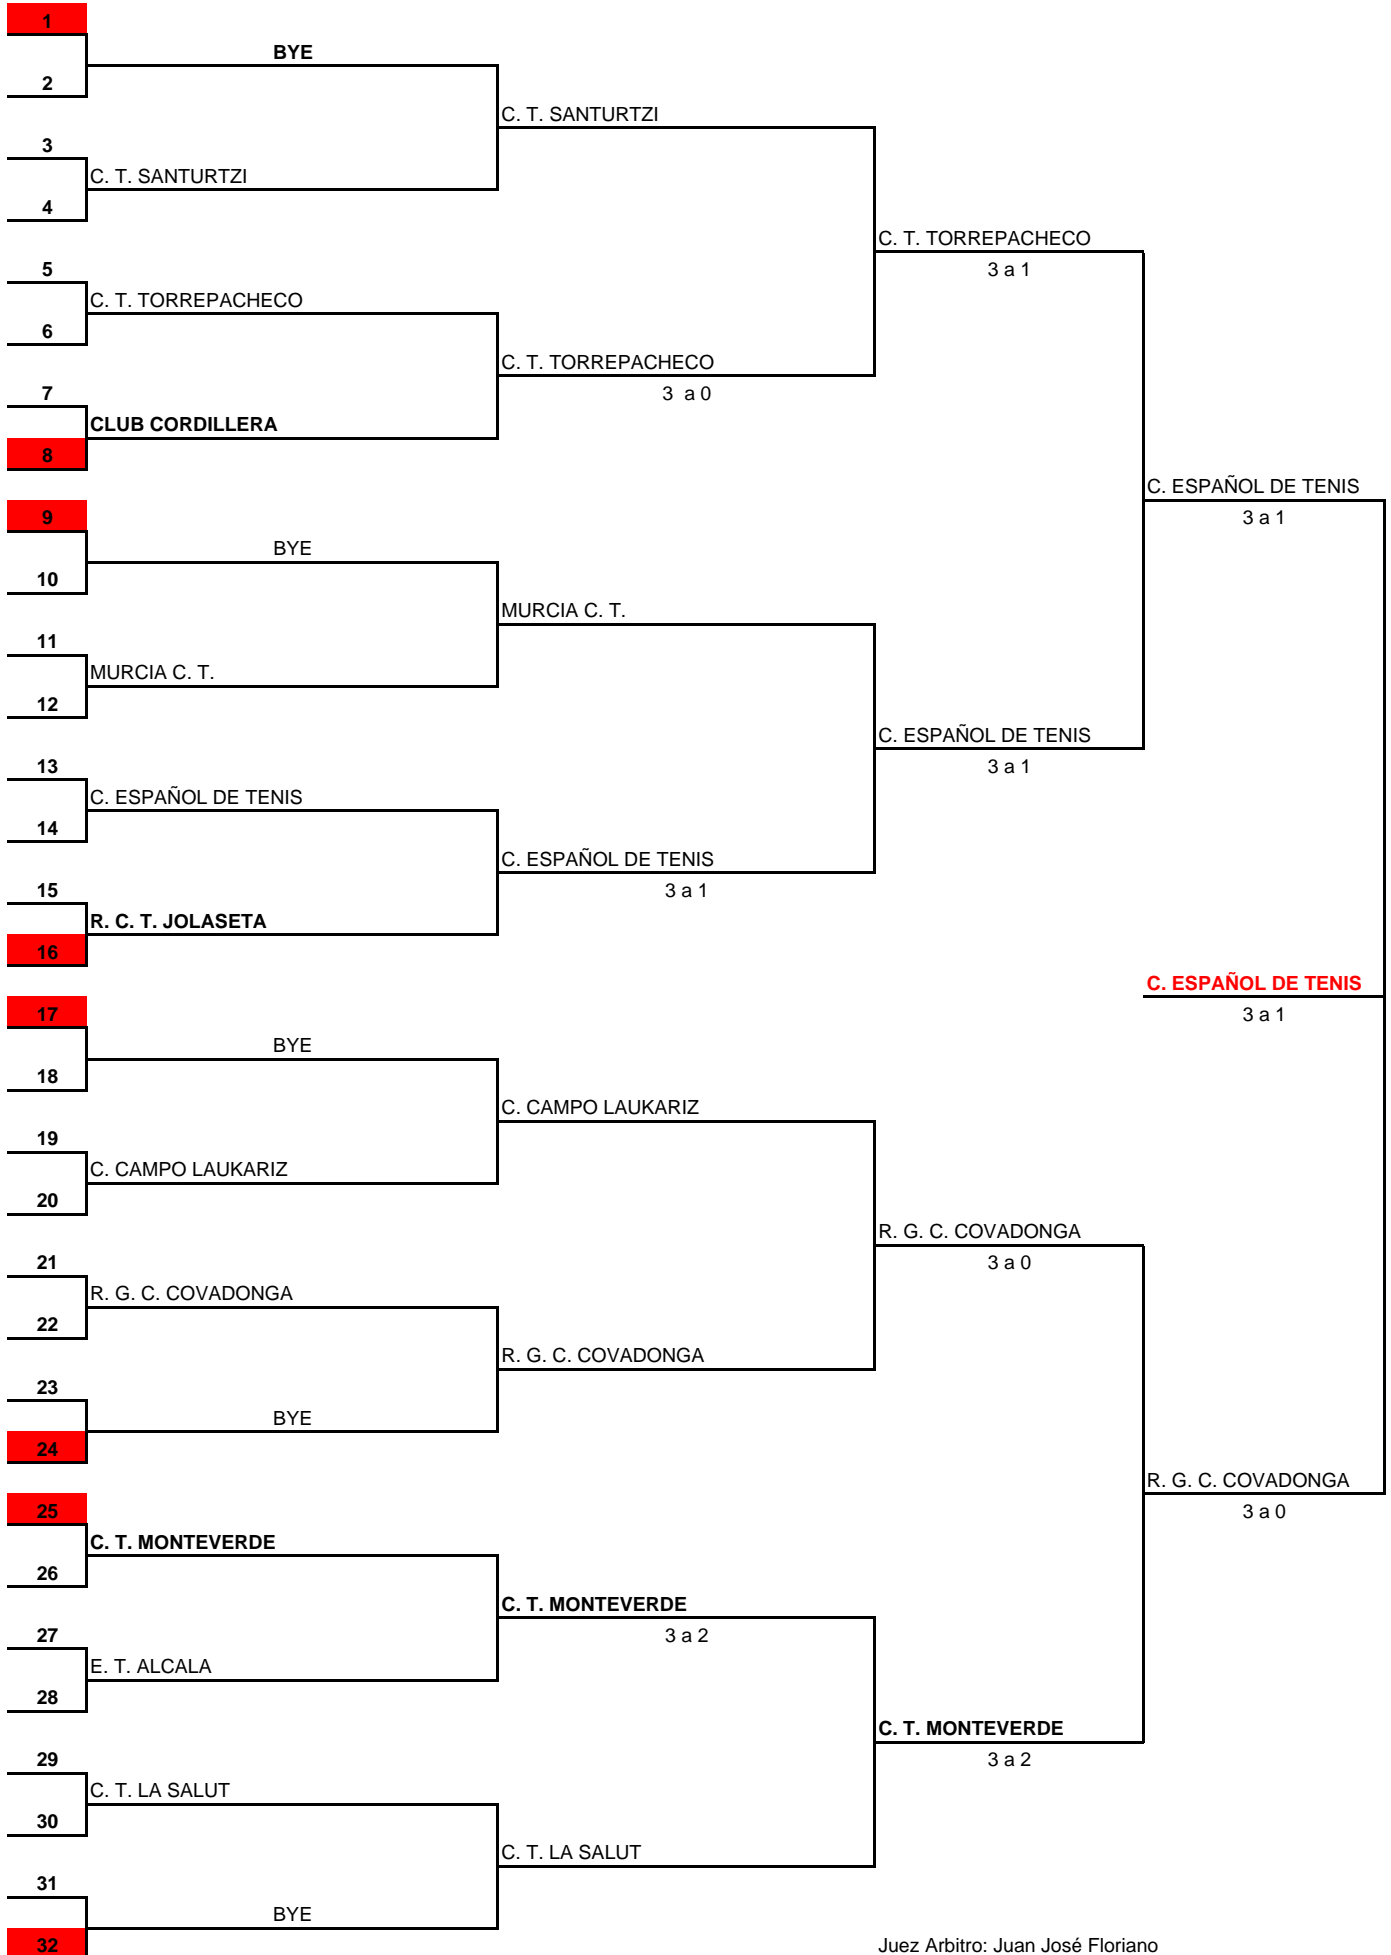 1
BYE
2
C. T. SANTURTZI
3
C. T. SANTURTZI
4
C. T. TORREPACHECO
5
3 a 1
C. T. TORREPACHECO
6
C. T. TORREPACHECO
7
3 a 0
CLUB CORDILLERA
8
C. ESPAÑOL DE TENIS
9
3 a 1
BYE
10
MURCIA C. T.
11
MURCIA C. T.
12
C. ESPAÑOL DE TENIS
13
3 a 1
C. ESPAÑOL DE TENIS
14
C. ESPAÑOL DE TENIS
15
3 a 1
R. C. T. JOLASETA
16
C. ESPAÑOL DE TENIS
17
3 a 1
BYE
18
C. CAMPO LAUKARIZ
19
C. CAMPO LAUKARIZ
20
R. G. C. COVADONGA
21
3 a 0
R. G. C. COVADONGA
22
R. G. C. COVADONGA
23
BYE
24
R. G. C. COVADONGA
25
3 a 0
C. T. MONTEVERDE
26
C. T. MONTEVERDE
27
3 a 2
E. T. ALCALA
28
C. T. MONTEVERDE
29
3 a 2
C. T. LA SALUT
30
C. T. LA SALUT
31
BYE
32
Juez Arbitro: Juan José Floriano